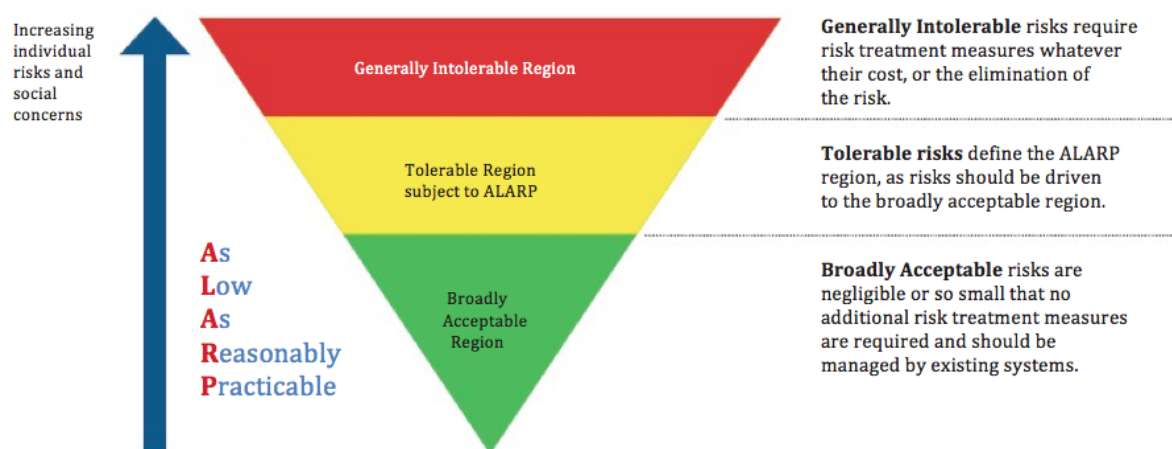 Increasing
individual
risks and
social
concerns
Generally Intolerable Region
Generally Intolerable risks require
risk treatment measures whatever
their cost, or the elimination of
the risk.
Tolerable Region
subject to ALARP
Tolerable risks define the ALARP
region, as risks should be driven
to the broadly acceptable region.
As
Low
As
Reasonably
Practicable
Broadly
Acceptable
Region
Broadly Acceptable risks are
negligible or so small that no
additional risk treatment measures
are required and should be
managed by existing systems.